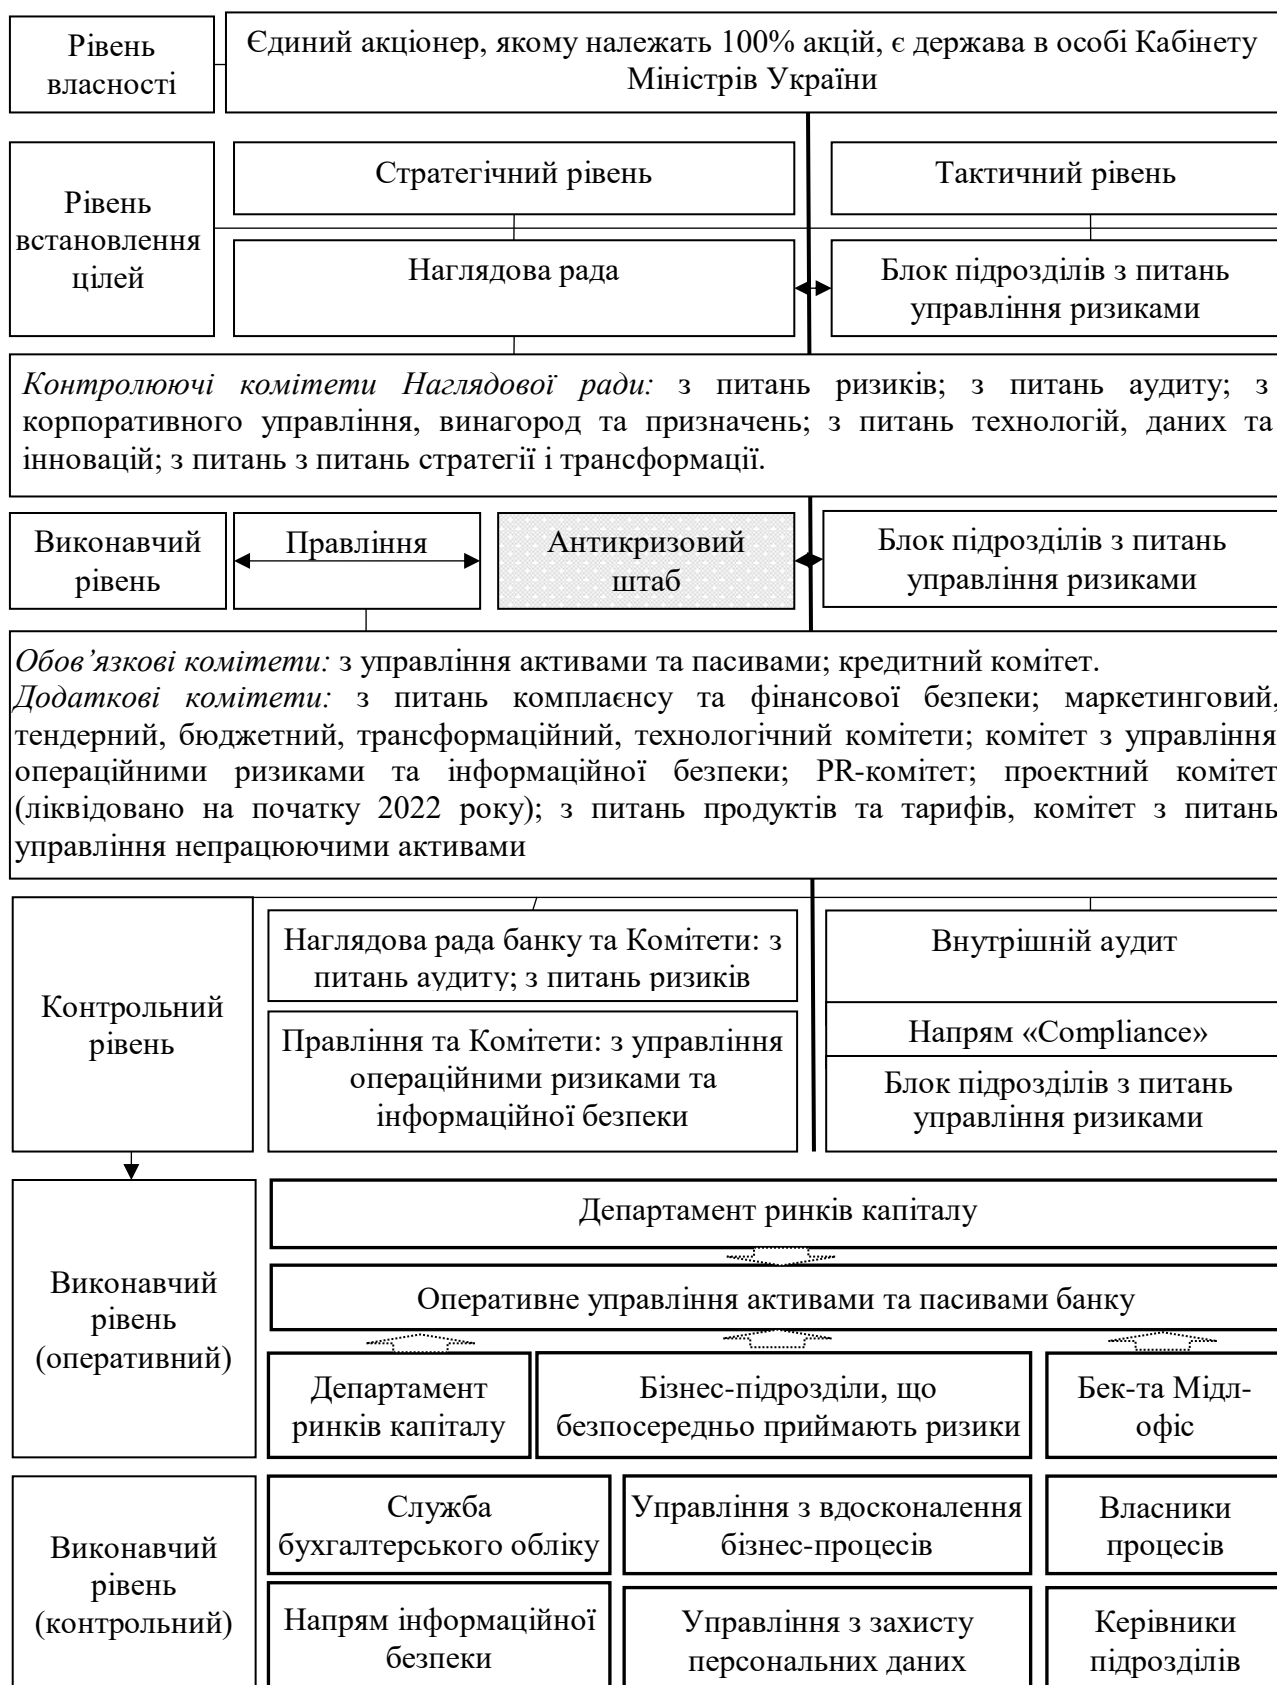 Рівень
власності
Єдиний акціонер, якому належать 100% акцій, є держава в особі Кабінету
Міністрів України
Рівень
встановлення
цілей
Стратегічний рівень
Тактичний рівень
Наглядова рада
Блок підрозділів з питань
управління ризиками
Контролюючі комітети Наглядової ради: з питань ризиків; з питань аудиту; з
корпоративного управління, винагород та призначень; з питань технологій, даних та
інновацій; з питань з питань стратегії і трансформації.
Виконавчий
рівень
Правління
Антикризовий
штаб
Блок підрозділів з питань
управління ризиками
Обов’язкові комітети: з управління активами та пасивами; кредитний комітет.
Додаткові комітети: з питань комплаєнсу та фінансової безпеки; маркетинговий,
тендерний, бюджетний, трансформаційний, технологічний комітети; комітет з управління
операційними ризиками та інформаційної безпеки; PR-комітет; проектний комітет
(ліквідовано на початку 2022 року); з питань продуктів та тарифів, комітет з питань
управління непрацюючими активами
Контрольний
рівень
Наглядова рада банку та Комітети: з
питань аудиту; з питань ризиків
Правління та Комітети: з управління
операційними ризиками та
інформаційної безпеки
Внутрішній аудит
Напрям «Compliance»
Блок підрозділів з питань
управління ризиками
Виконавчий
рівень
(оперативний)
Департамент ринків капіталу
Оперативне управління активами та пасивами банку
Департамент
ринків капіталу
Бізнес-підрозділи, що
безпосередньо приймають ризики
Бек-та Мідл-
офіс
Виконавчий
рівень
(контрольний)
Служба
бухгалтерського обліку
Управління з вдосконалення
бізнес-процесів
Власники
процесів
Напрям інформаційної
безпеки
Управління з захисту
персональних даних
Керівники
підрозділів